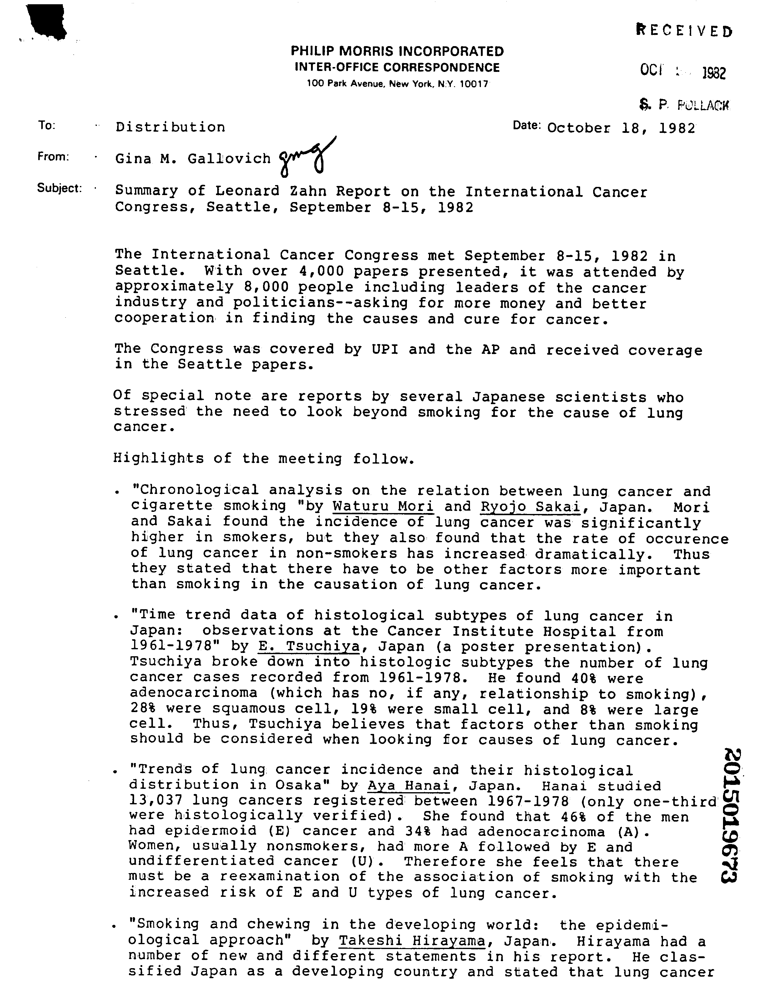 RECEIVED
PHILIP MORRIS INCORPORATED
INTER-OFFICE CORRESPONDENCE
100 Park Avenue, New York, N.Y. 10017
OCT 1982
S. P. POLLACK
To: Distribution
Date: October 18, 1982
From: Gina M. Gallovich gmg
Subject: Summary of Leonard Zahn Report on the International Cancer
Congress, Seattle, September 8-15, 1982
The International Cancer Congress met September 8-15, 1982 in
Seattle. With over 4,000 papers presented, it was attended by
approximately 8,000 people including leaders of the cancer
industry and politicians--asking for more money and better
cooperation in finding the causes and cure for cancer.
The Congress was covered by UPI and the AP and received coverage
in the Seattle papers.
Of special note are reports by several Japanese scientists who
stressed the need to look beyond smoking for the cause of lung
cancer.
Highlights of the meeting follow.
. "Chronological analysis on the relation between lung cancer and
cigarette smoking "by Waturu Mori and Ryojo Sakai, Japan. Mori
and Sakai found the incidence of lung cancer was significantly
higher in smokers, but they also found that the rate of occurence
of lung cancer in non-smokers has increased dramatically. Thus
they stated that there have to be other factors more important
than smoking in the causation of lung cancer.
. "Time trend data of histological subtypes of lung cancer in
Japan: observations at the Cancer Institute Hospital from
1961-1978" by E. Tsuchiya, Japan (a poster presentation).
Tsuchiya broke down into histologic subtypes the number of lung
cancer cases recorded from 1961-1978. He found 40% were
adenocarcinoma (which has no, if any, relationship to smoking),
28% were squamous cell, 19% were small cell, and 8% were large
cell. Thus, Tsuchiya believes that factors other than smoking
should be considered when looking for causes of lung cancer.
. "Trends of lung cancer incidence and their histological
distribution in Osaka" by Aya Hanai, Japan. Hanai studied
13,037 lung cancers registered between 1967-1978 (only one-third
were histologically verified). She found that 46% of the men
had epidermoid (E) cancer and 34% had adenocarcinoma (A).
Women, usually nonsmokers, had more A followed by E and
undifferentiated cancer (U). Therefore she feels that there
must be a reexamination of the association of smoking with the
increased risk of E and U types of lung cancer.
. "Smoking and chewing in the developing world: the epidemi-
ological approach" by Takeshi Hirayama, Japan. Hirayama had a
number of new and different statements in his report. He clas-
sified Japan as a developing country and stated that lung cancer
2015019673